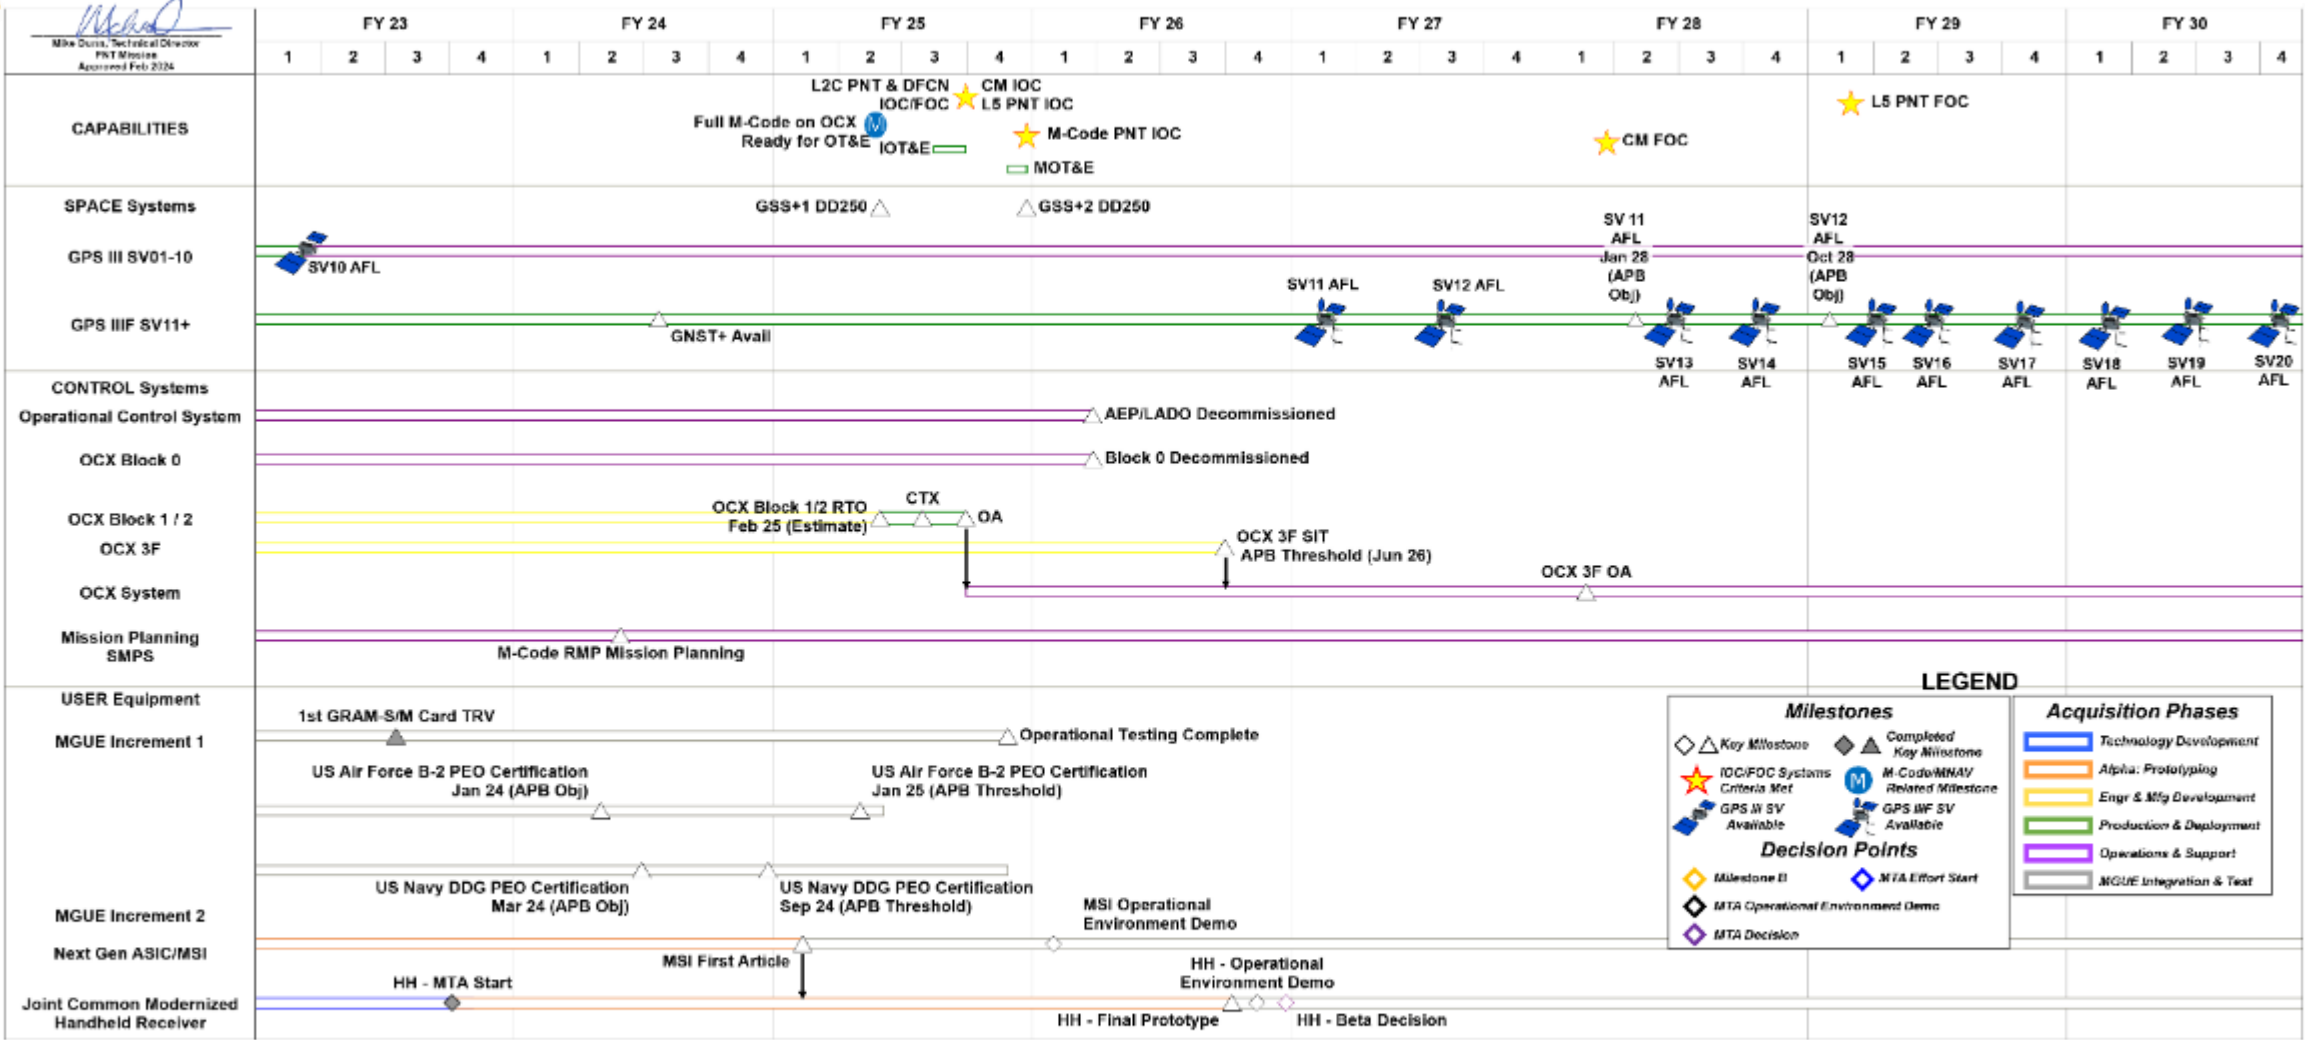 Mike Dunn, Technical Director
PNT Mission
Approved Feb 2024
FY 23
FY 24
FY 25
FY 26
FY 27
FY 28
FY 29
FY 30
1 2 3 4 1 2 3 4 1 2 3 4 1 2 3 4 1 2 3 4 1 2 3 4 1 2 3 4 1 2 3 4
CAPABILITIES
L2C PNT & DFCN
IOC/FOC
CM IOC
L5 PNT IOC
Full M-Code on OCX
Ready for OT&E
M
IOT&E
M-Code PNT IOC
MOT&E
CM FOC
L5 PNT FOC
SPACE Systems
GSS+1 DD250
GSS+2 DD250
GPS III SV01-10
SV10 AFL
SV 11
AFL
Jan 28
(APB
Obj)
SV12
AFL
Oct 28
(APB
Obj)
GPS IIIF SV11+
GNST+ Avail
SV11 AFL
SV12 AFL
SV13
AFL
SV14
AFL
SV15
AFL
SV16
AFL
SV17
AFL
SV18
AFL
SV19
AFL
SV20
AFL
CONTROL Systems
Operational Control System
AEP/LADO Decommissioned
OCX Block 0
Block 0 Decommissioned
OCX Block 1 / 2
OCX Block 1/2 RTO
Feb 25 (Estimate)
CTX
OA
OCX 3F
OCX 3F SIT
APB Threshold (Jun 26)
OCX System
OCX 3F OA
Mission Planning
SMPS
M-Code RMP Mission Planning
USER Equipment
MGUE Increment 1
1st GRAM-S/M Card TRV
Operational Testing Complete
US Air Force B-2 PEO Certification
Jan 24 (APB Obj)
US Air Force B-2 PEO Certification
Jan 25 (APB Threshold)
US Navy DDG PEO Certification
Mar 24 (APB Obj)
US Navy DDG PEO Certification
Sep 24 (APB Threshold)
MGUE Increment 2
Next Gen ASIC/MSI
MSI First Article
MSI Operational
Environment Demo
Joint Common Modernized
Handheld Receiver
HH - MTA Start
HH - Operational
Environment Demo
HH - Final Prototype
HH - Beta Decision
LEGEND
Milestones
Key Milestone
Completed
Key Milestone
IOC/FOC Systems
Criteria Met
M
M-Code/MNAV
Related Milestone
GPS III SV
Available
GPS IIIF SV
Available
Decision Points
Milestone B
MTA Effort Start
MTA Operational Environment Demo
MTA Decision
Acquisition Phases
Technology Development
Alpha: Prototyping
Engr & Mfg Development
Production & Deployment
Operations & Support
MGUE Integration & Test